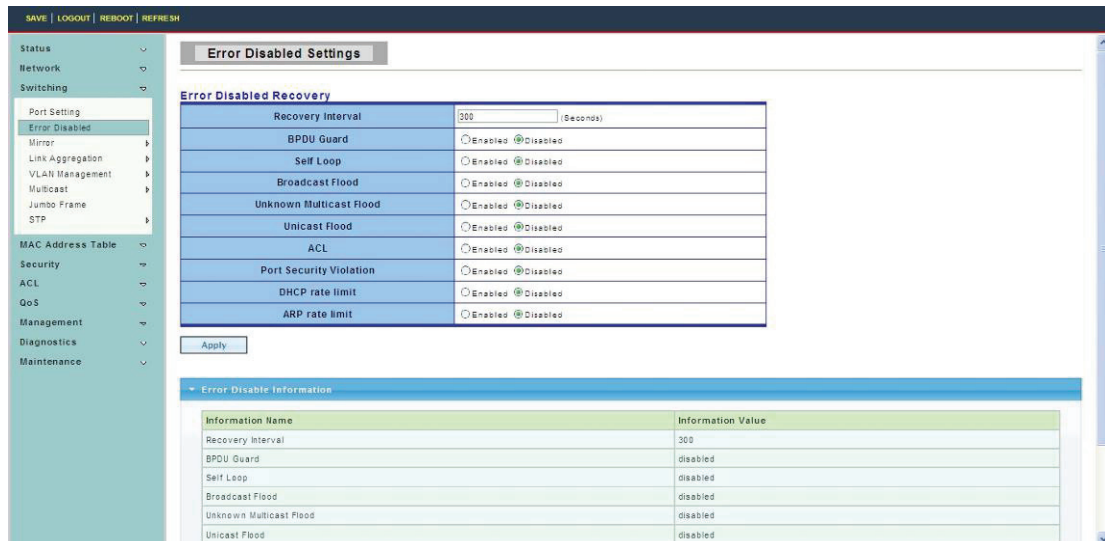 SAVE | LOGOUT | REBOOT | REFRESH
Status
Network
Switching
Port Setting
Error Disabled
Mirror
Link Aggregation
VLAN Management
Multicast
Jumbo Frame
STP
MAC Address Table
Security
ACL
QoS
Management
Diagnostics
Maintenance
Error Disabled Settings
Error Disabled Recovery
Recovery Interval 300 (Seconds)
BPDU Guard Enabled Disabled
Self Loop Enabled Disabled
Broadcast Flood Enabled Disabled
Unknown Multicast Flood Enabled Disabled
Unicast Flood Enabled Disabled
ACL Enabled Disabled
Port Security Violation Enabled Disabled
DHCP rate limit Enabled Disabled
ARP rate limit Enabled Disabled
Apply
Error Disable Information
Information Name Information Value
Recovery Interval 300
BPDU Guard disabled
Self Loop disabled
Broadcast Flood disabled
Unknown Multicast Flood disabled
Unicast Flood disabled